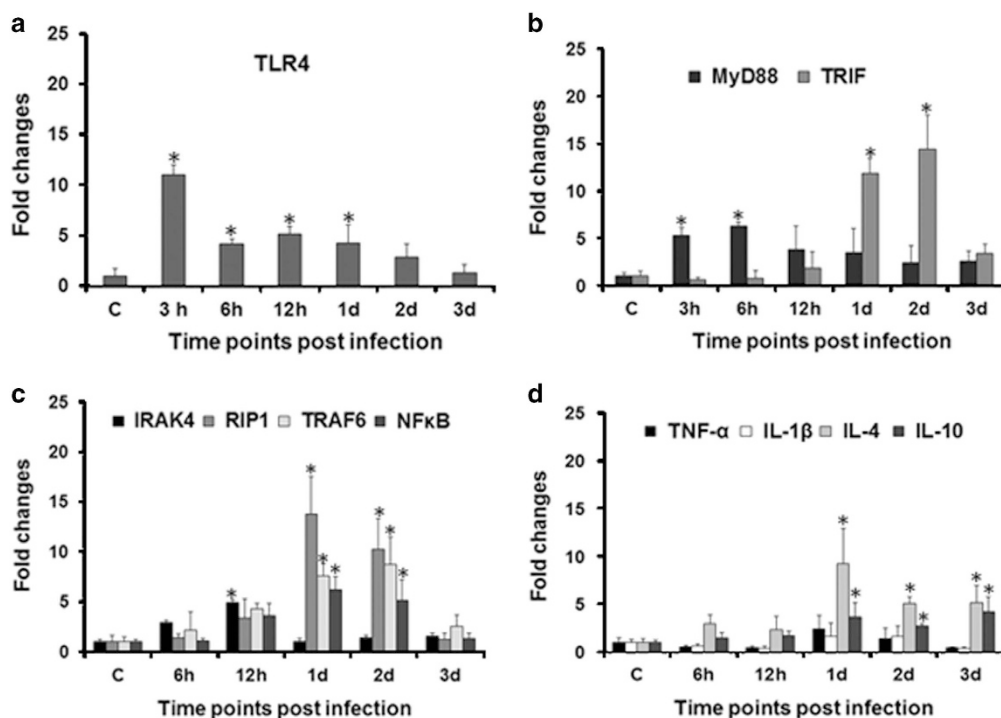 a
TLR4
Fold changes
25
20
15
10
5
0
*
*
*
*
C 3 h 6h 12h 1d 2d 3d
Time points post infection
b
MyD88 TRIF
Fold changes
25
20
15
10
5
0
*
*
*
*
C 3h 6h 12h 1d 2d 3d
Time points post infection
c
IRAK4 RIP1 TRAF6 NFκB
Fold changes
25
20
15
10
5
0
*
*
*
*
*
*
*
C 6h 12h 1d 2d 3d
Time points post infection
d
TNF-α IL-1β IL-4 IL-10
Fold changes
25
20
15
10
5
0
*
*
*
*
*
*
C 6h 12h 1d 2d 3d
Time points post infection